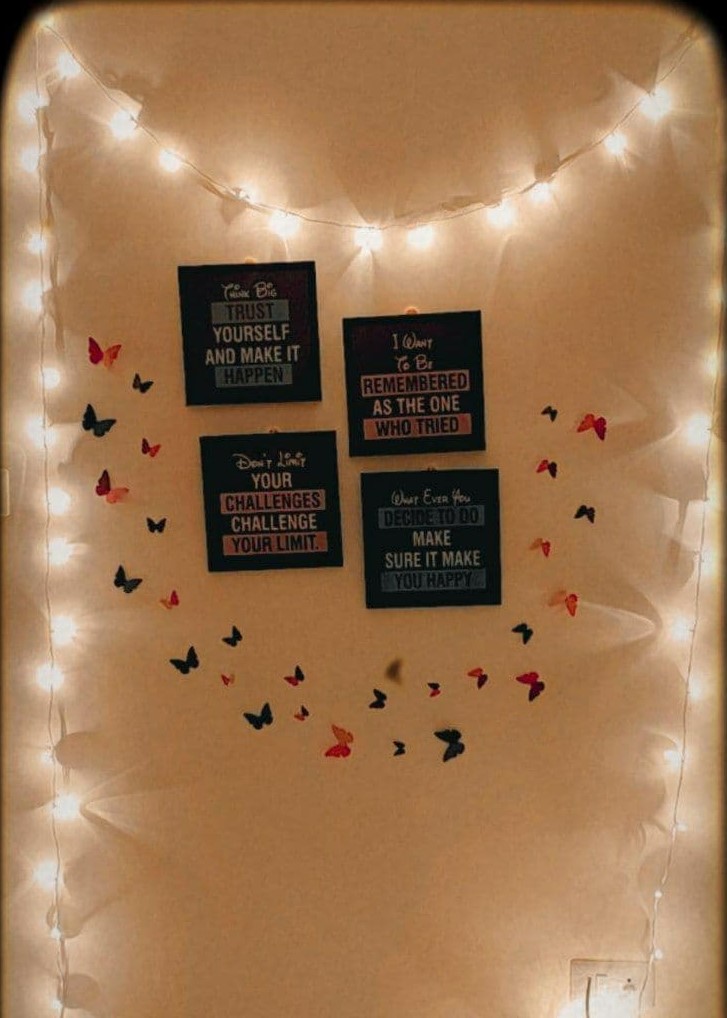 THINK BIG
TRUST
YOURSELF
AND MAKE IT
HAPPEN
I WANT
TO BE
REMEMBERED
AS THE ONE
WHO TRIED
DON'T LIMIT
YOUR
CHALLENGES
CHALLENGE
YOUR LIMIT.
WHAT EVER YOU
DECIDE TO DO
MAKE
SURE IT MAKE
YOU HAPPY